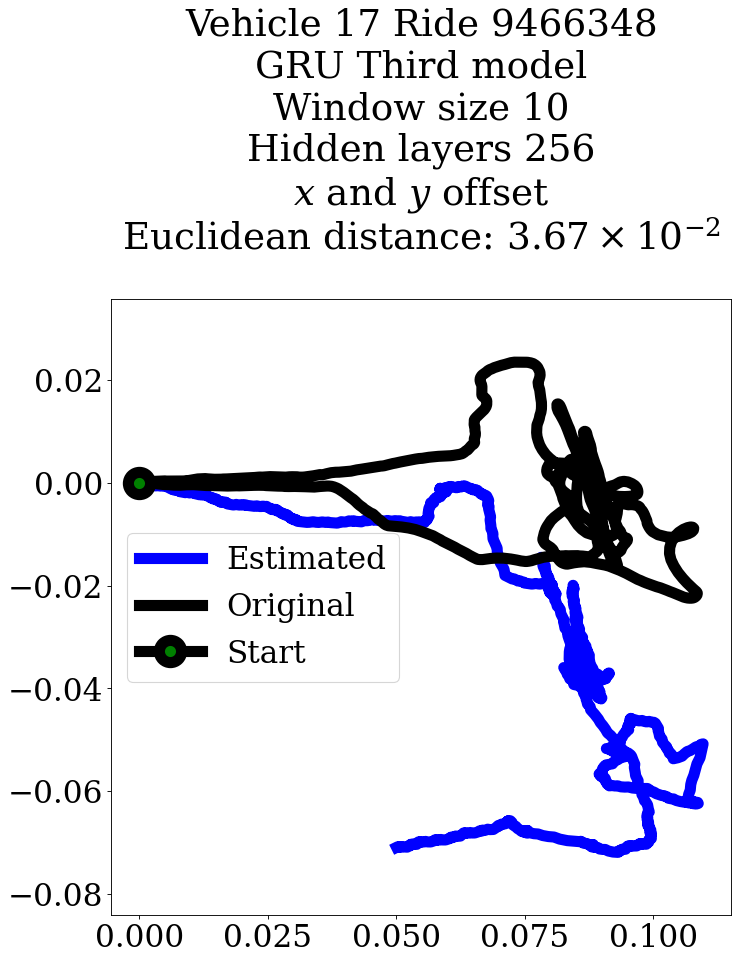 Vehicle 17 Ride 9466348
GRU Third model
Window size 10
Hidden layers 256
x and y offset
Euclidean distance: 3.67 × 10⁻²
0.02
0.00
−0.02
−0.04
−0.06
−0.08
Estimated
Original
Start
0.000 0.025 0.050 0.075 0.100